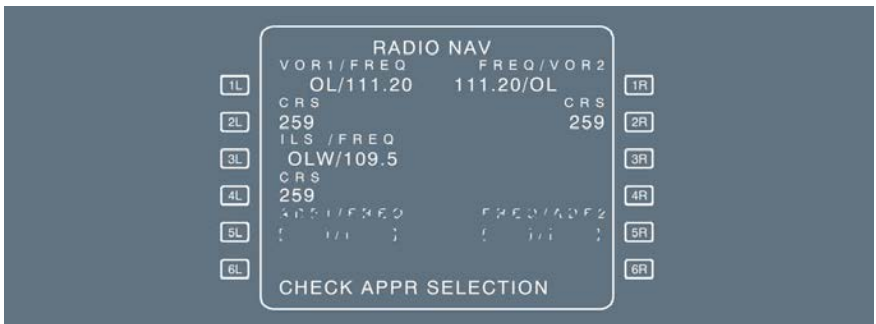 RADIO NAV
VOR1/FREQ FREQ/VOR2
1L OL/111.20 111.20/OL 1R
CRS CRS
2L 259 259 2R
ILS /FREQ
3L OLW/109.5 3R
CRS
4L 259 4R
5L 5R
6L 6R
CHECK APPR SELECTION